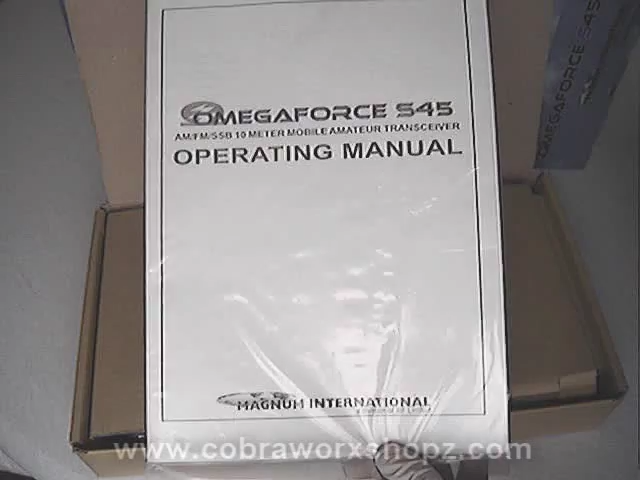 OMEGAFORCE S45
AM/FM/SSB 10 METER MOBILE AMATEUR TRANSCEIVER
OPERATING MANUAL
MAGNUM INTERNATIONAL
OMEGAFORCE S45
www.cobraworxshopz.com